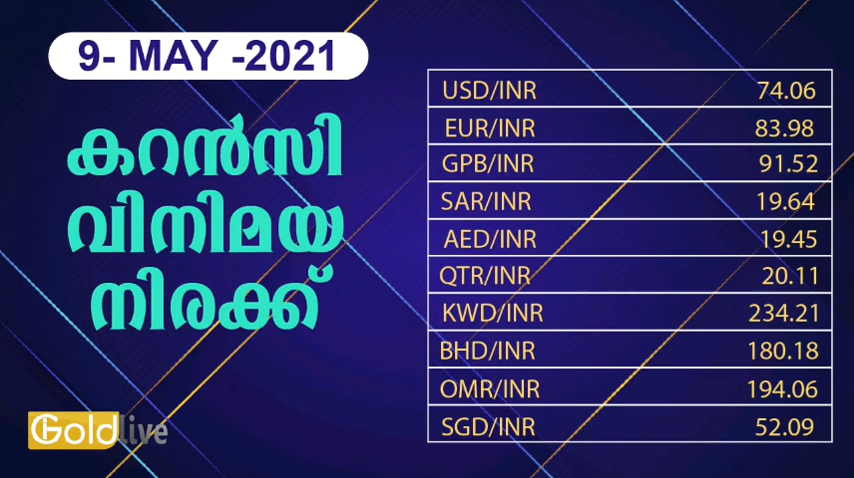 9- MAY -2021
കറൻസി
വിനിമയ
നിരക്ക്
USD/INR 74.06
EUR/INR 83.98
GPB/INR 91.52
SAR/INR 19.64
AED/INR 19.45
QTR/INR 20.11
KWD/INR 234.21
BHD/INR 180.18
OMR/INR 194.06
SGD/INR 52.09
Goldlive